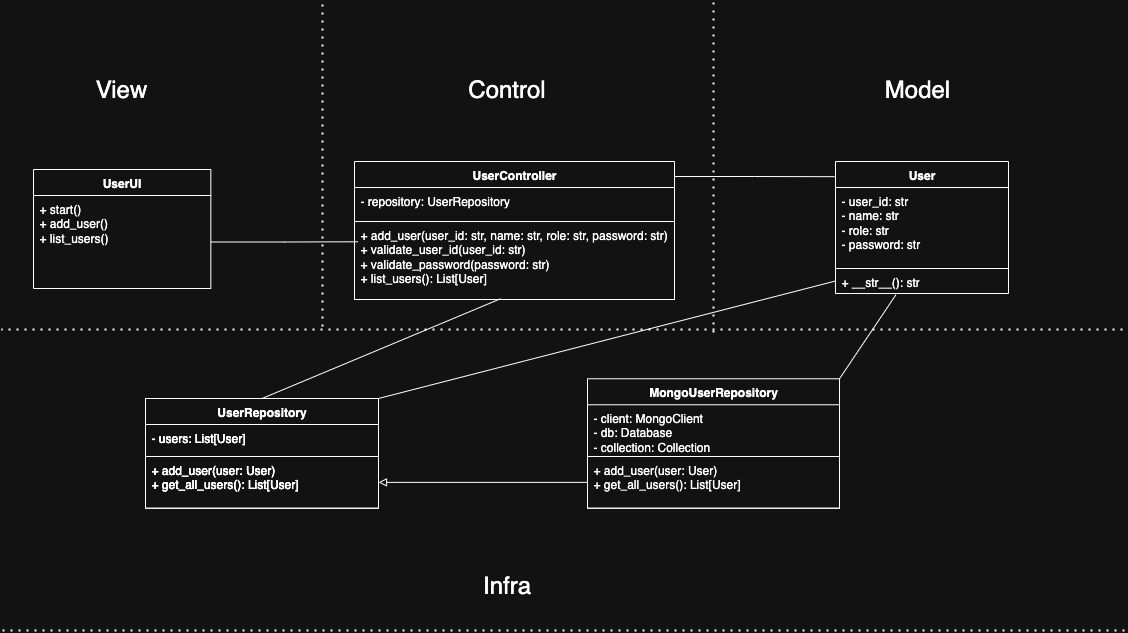 View
Control
Model
UserUI
+ start()
+ add_user()
+ list_users()
UserController
- repository: UserRepository
+ add_user(user_id: str, name: str, role: str, password: str)
+ validate_user_id(user_id: str)
+ validate_password(password: str)
+ list_users(): List[User]
User
- user_id: str
- name: str
- role: str
- password: str
+ __str__(): str
UserRepository
- users: List[User]
+ add_user(user: User)
+ get_all_users(): List[User]
MongoUserRepository
- client: MongoClient
- db: Database
- collection: Collection
+ add_user(user: User)
+ get_all_users(): List[User]
Infra